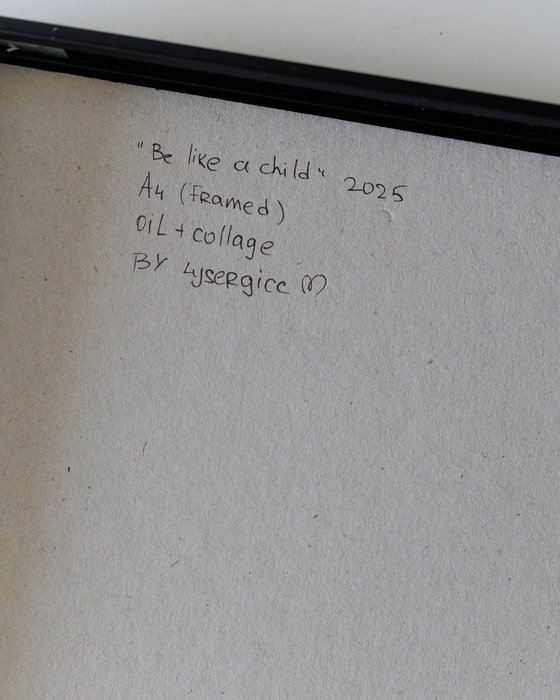 "Be like a child" 2025
A4 (FRamed)
OiL + collage
BY Lysergicc